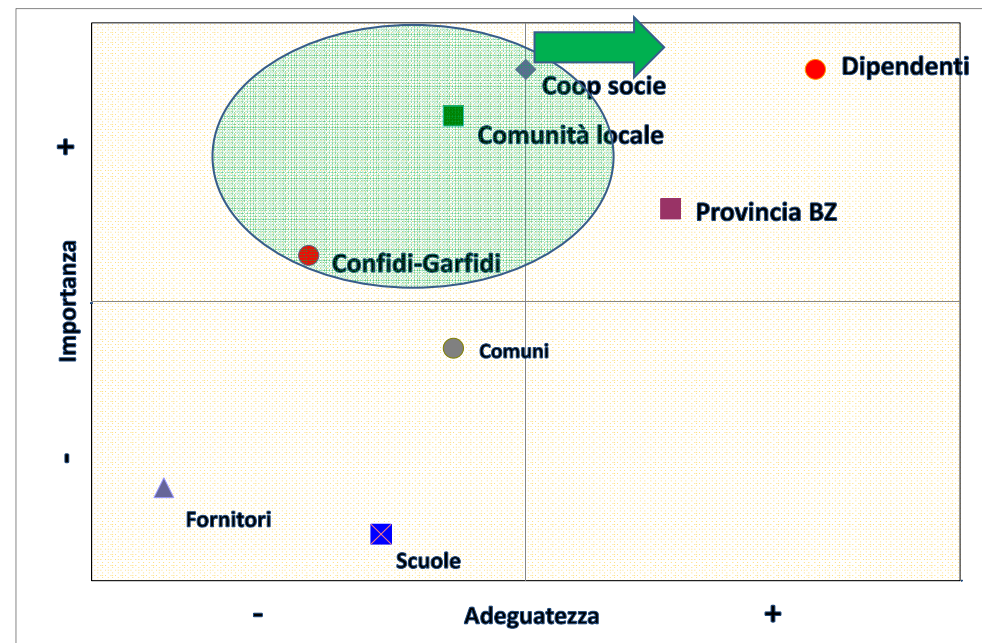 Dipendenti
Coop socie
Comunità locale
+
Provincia BZ
Confidi-Garfidi
Importanza
Comuni
-
Fornitori
Scuole
- Adeguatezza +